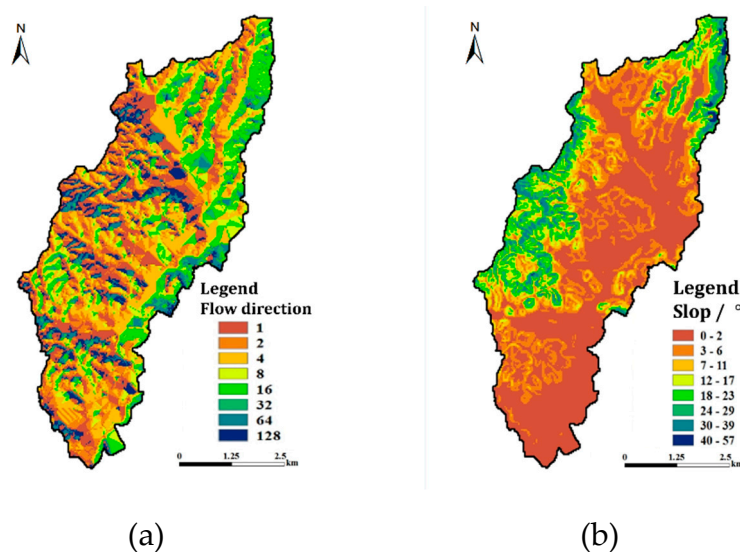 N
Legend
Flow direction
1
2
4
8
16
32
64
128
0 1.25 2.5
km
(a)
N
Legend
Slop / °
0 - 2
3 - 6
7 - 11
12 - 17
18 - 23
24 - 29
30 - 39
40 - 57
0 1.25 2.5
km
(b)